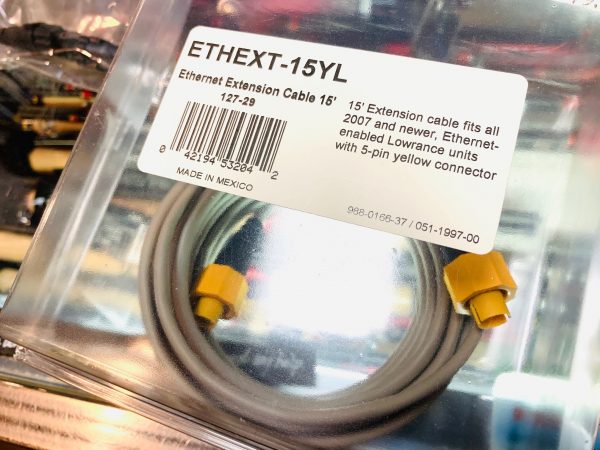 ETHEXT-15YL
Ethernet Extension Cable 15'
127-29
0 42194 53204 2
MADE IN MEXICO
15' Extension cable fits all
2007 and newer, Ethernet-
enabled Lowrance units
with 5-pin yellow connector
988-0166-37 / 051-1997-00